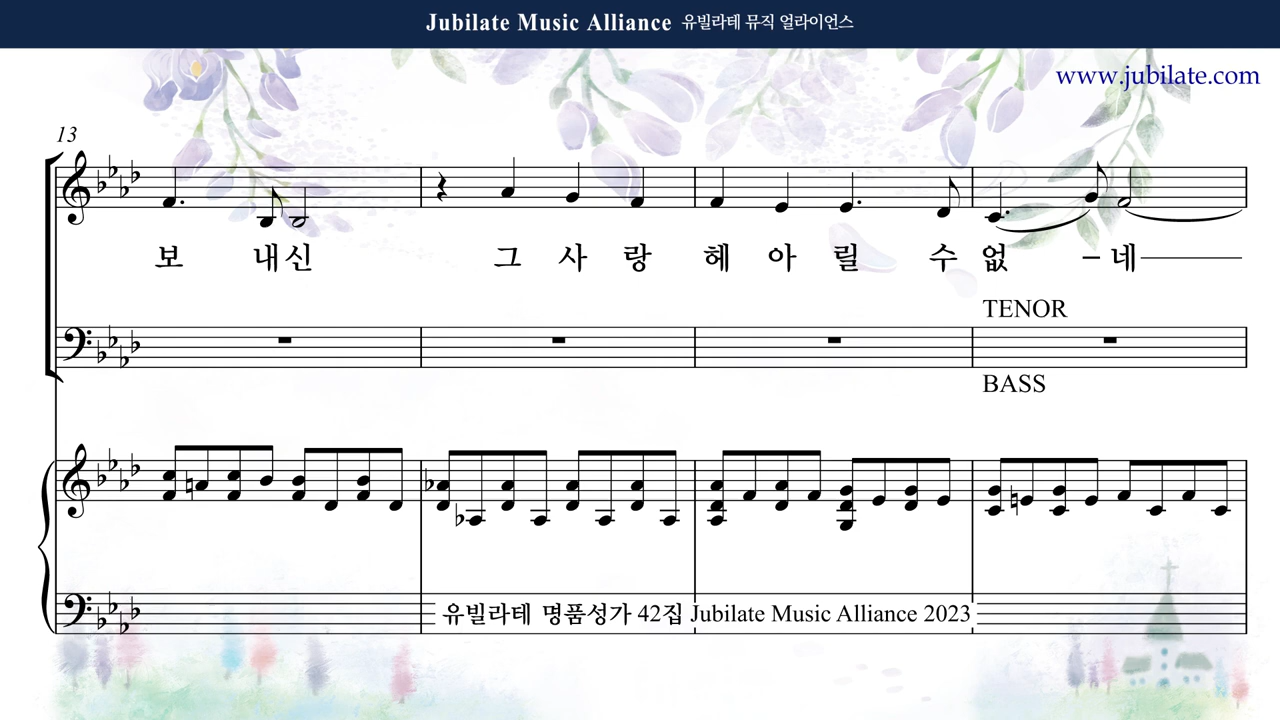 Jubilate Music Alliance 유빌라테 뮤직 얼라이언스
www.jubilate.com
13
보 내신 그 사 랑 헤 아 릴 수 없 - 네
TENOR
BASS
유빌라테 명품성가 42집 Jubilate Music Alliance 2023